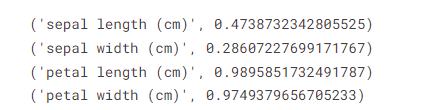 ('sepal length (cm)', 0.4738732342805525)
('sepal width (cm)', 0.28607227699171767)
('petal length (cm)', 0.9895851732491787)
('petal width (cm)', 0.9749379656705233)